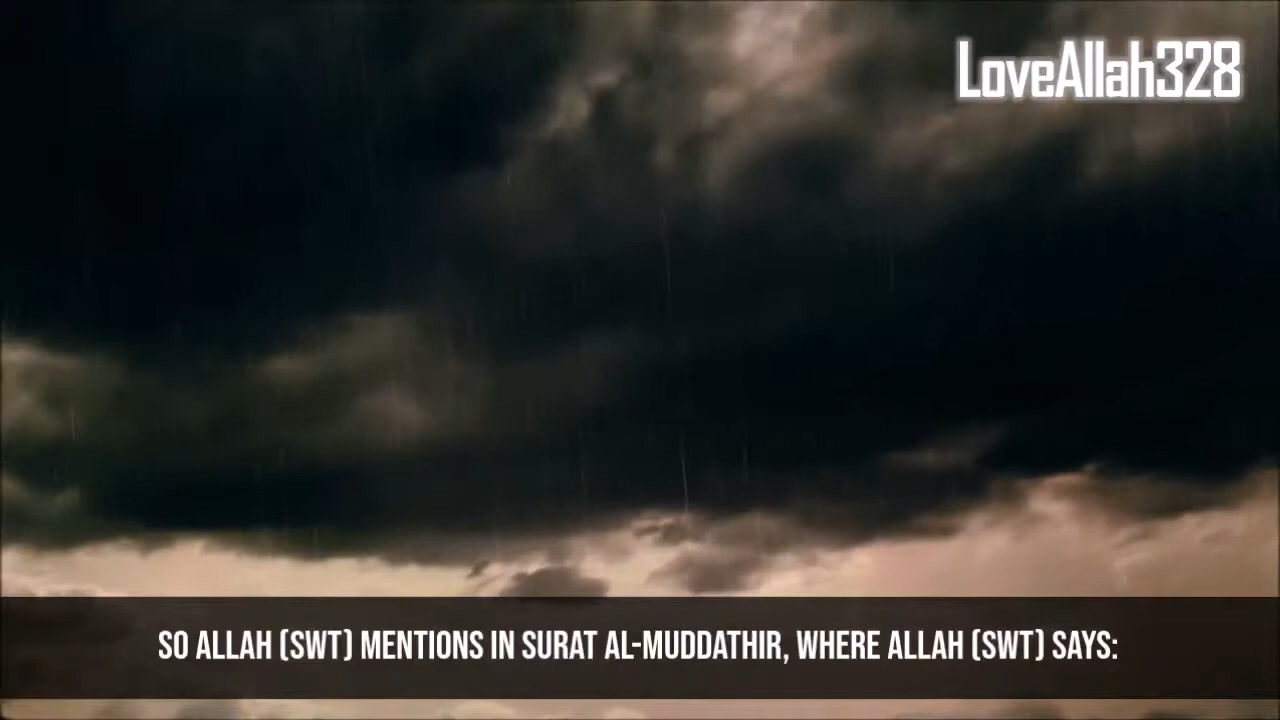 LoveAllah328
SO ALLAH (SWT) MENTIONS IN SURAT AL-MUDDATHIR, WHERE ALLAH (SWT) SAYS: